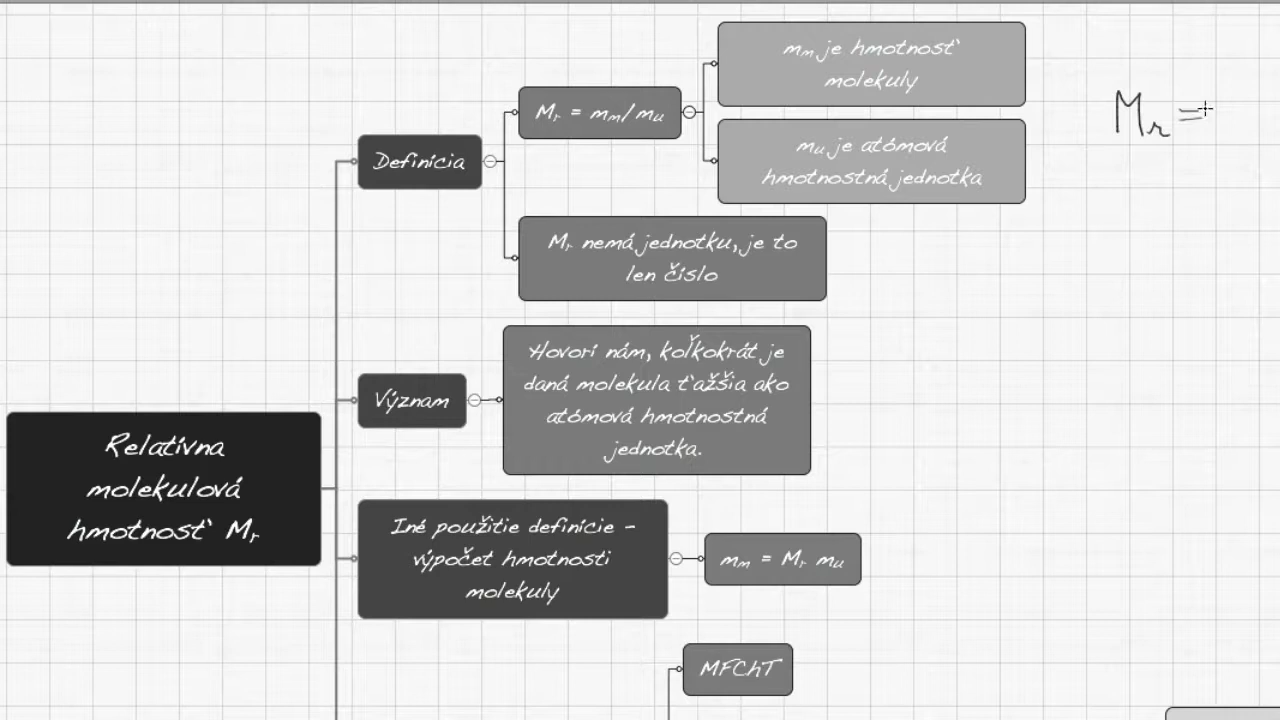 mₘ je hmotnosť
molekuly
Mᵣ = mₘ/mᵤ
Mᵣ =
mᵤ je atómová
hmotnostná jednotka
Definícia
Mᵣ nemá jednotku, je to
len číslo
Hovorí nám, koľkokrát je
daná molekula ťažšia ako
atómová hmotnostná
jednotka.
Význam
Relatívna
molekulová
hmotnosť Mᵣ
Iné použitie definície -
výpočet hmotnosti
molekuly
mₘ = Mᵣ mᵤ
MFChT